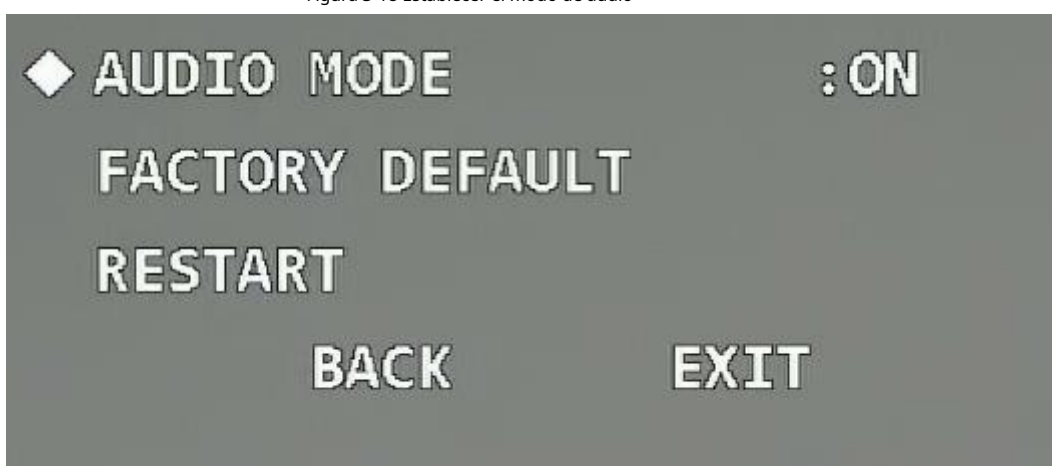 ◆ AUDIO MODE :ON
FACTORY DEFAULT
RESTART
BACK EXIT